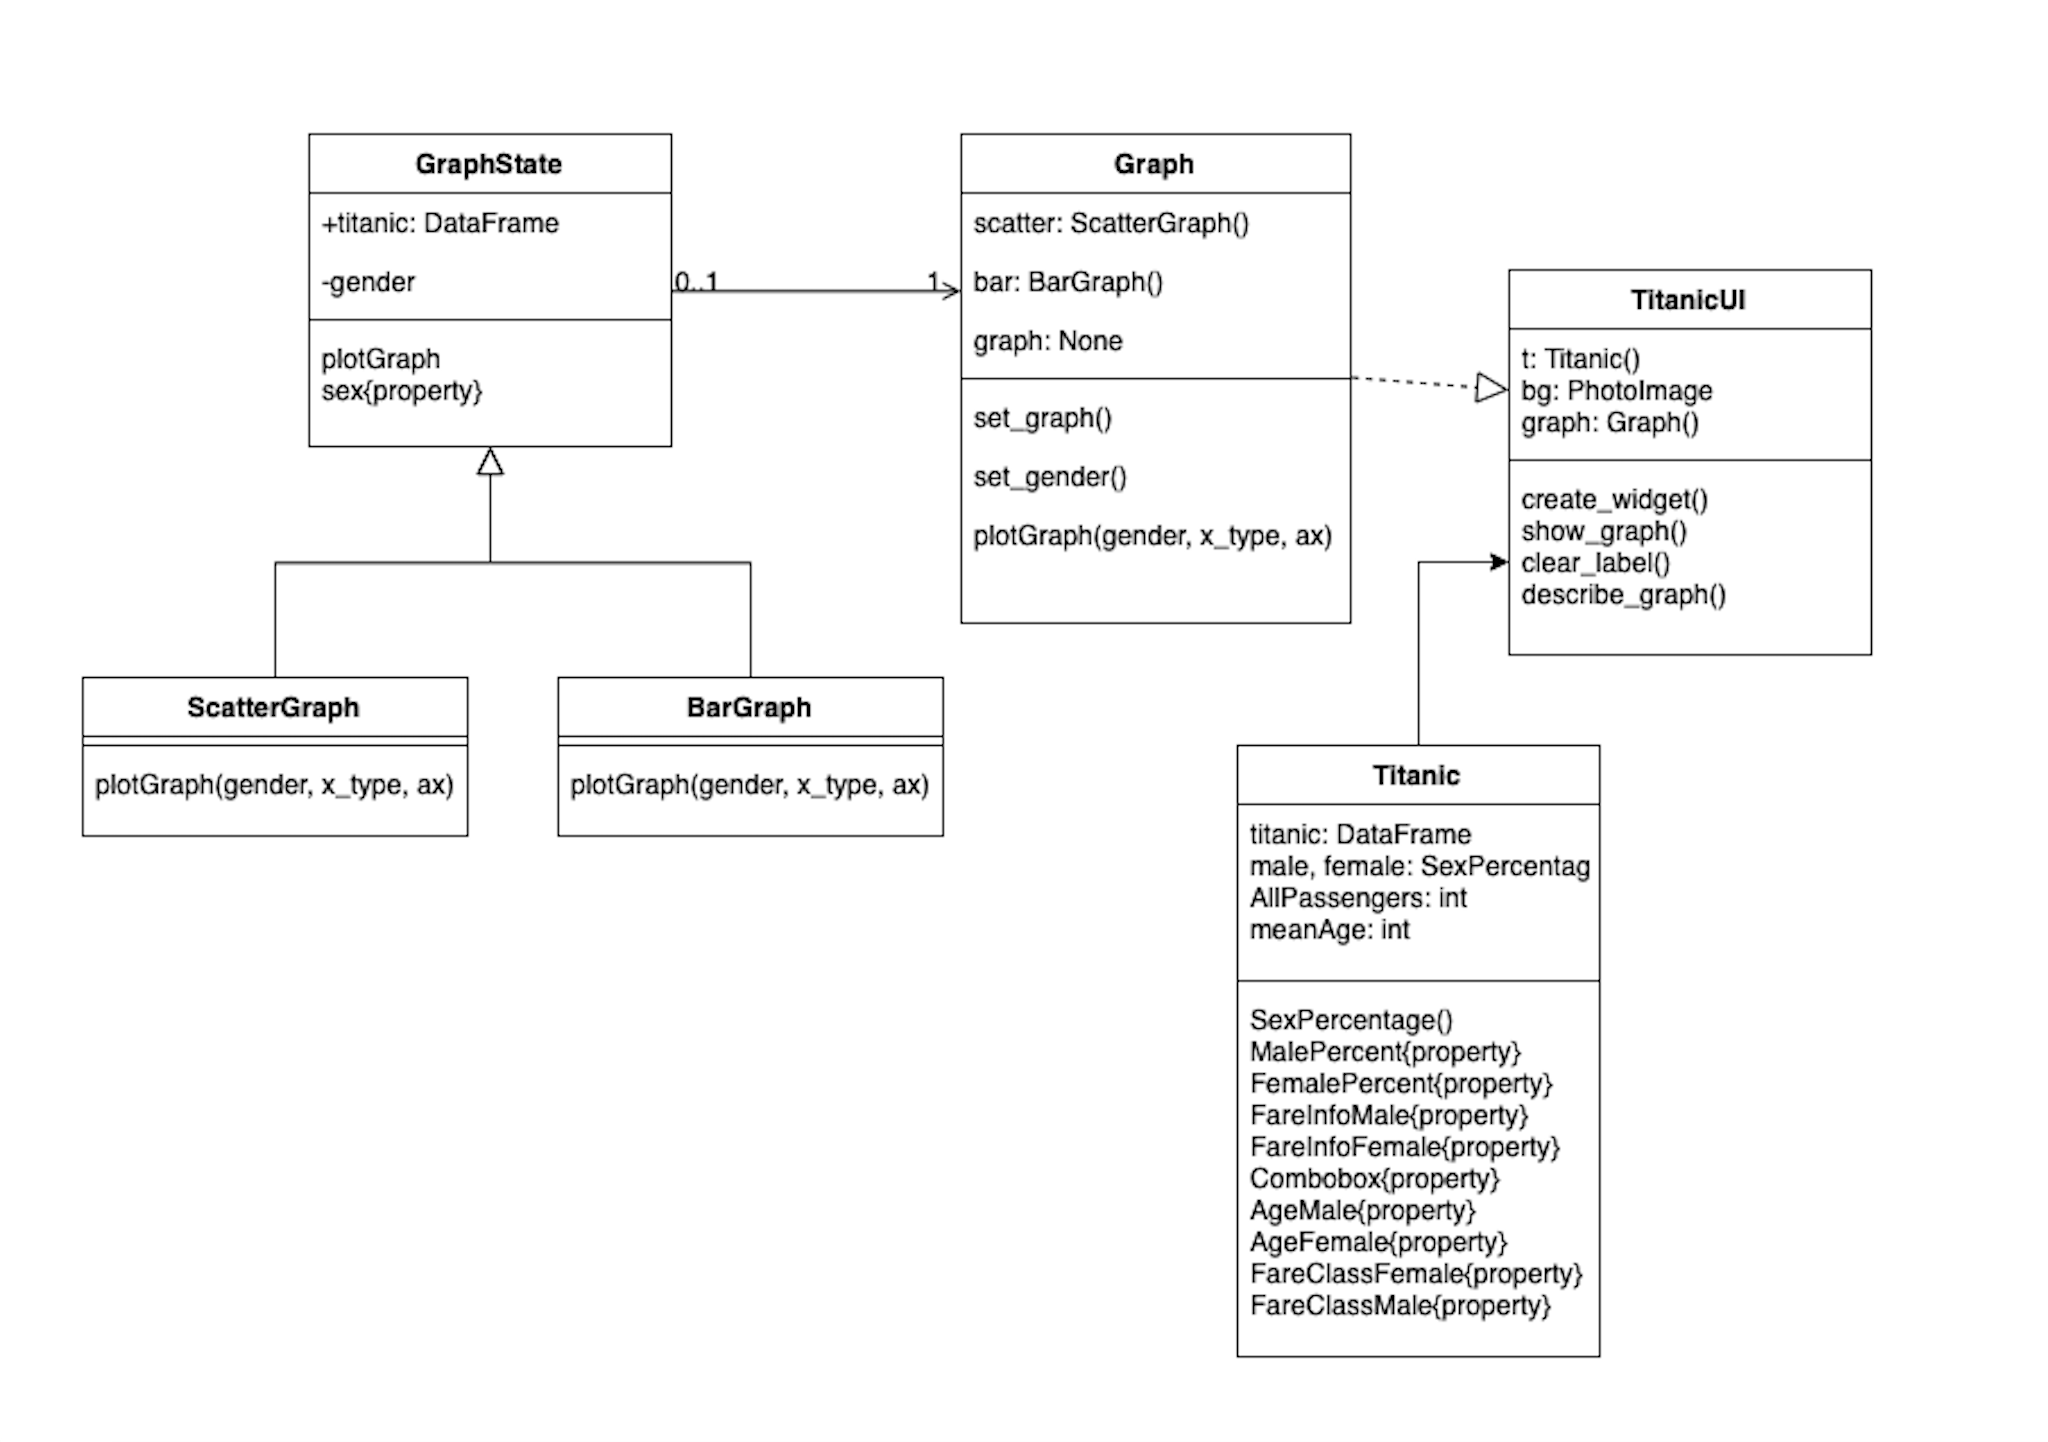 GraphState
+titanic: DataFrame
-gender
plotGraph
sex{property}
0..1
1
Graph
scatter: ScatterGraph()
bar: BarGraph()
graph: None
set_graph()
set_gender()
plotGraph(gender, x_type, ax)
TitanicUI
t: Titanic()
bg: PhotoImage
graph: Graph()
create_widget()
show_graph()
clear_label()
describe_graph()
ScatterGraph
plotGraph(gender, x_type, ax)
BarGraph
plotGraph(gender, x_type, ax)
Titanic
titanic: DataFrame
male, female: SexPercentag
AllPassengers: int
meanAge: int
SexPercentage()
MalePercent{property}
FemalePercent{property}
FareInfoMale{property}
FareInfoFemale{property}
Combobox{property}
AgeMale{property}
AgeFemale{property}
FareClassFemale{property}
FareClassMale{property}